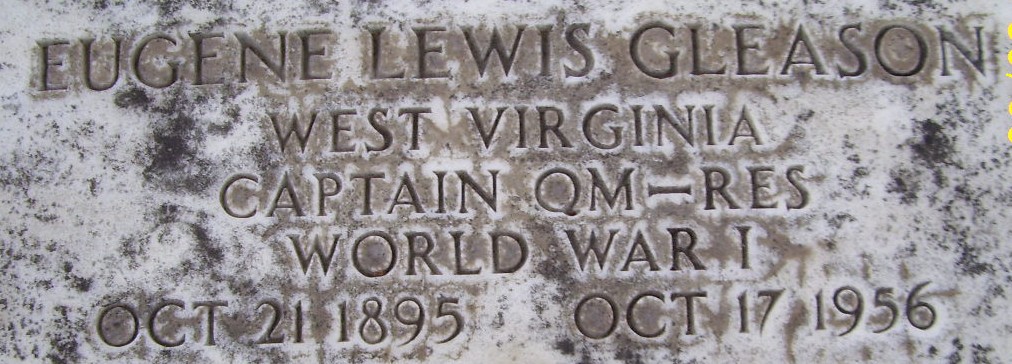 EUGENE LEWIS GLEASON
WEST VIRGINIA
CAPTAIN QM-RES
WORLD WAR I
OCT 21 1895 OCT 17 1956